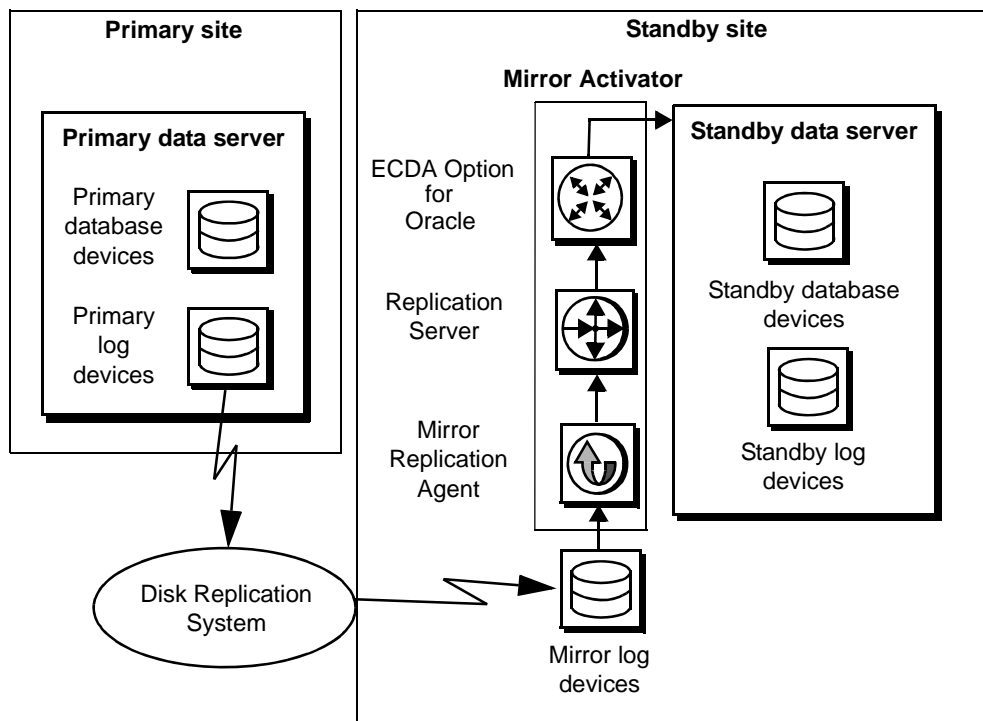 Primary site
Primary data server
Primary
database
devices
Primary
log
devices
Disk Replication
System
Standby site
Mirror Activator
ECDA Option
for
Oracle
Replication
Server
Mirror
Replication
Agent
Mirror log
devices
Standby data server
Standby database
devices
Standby log
devices